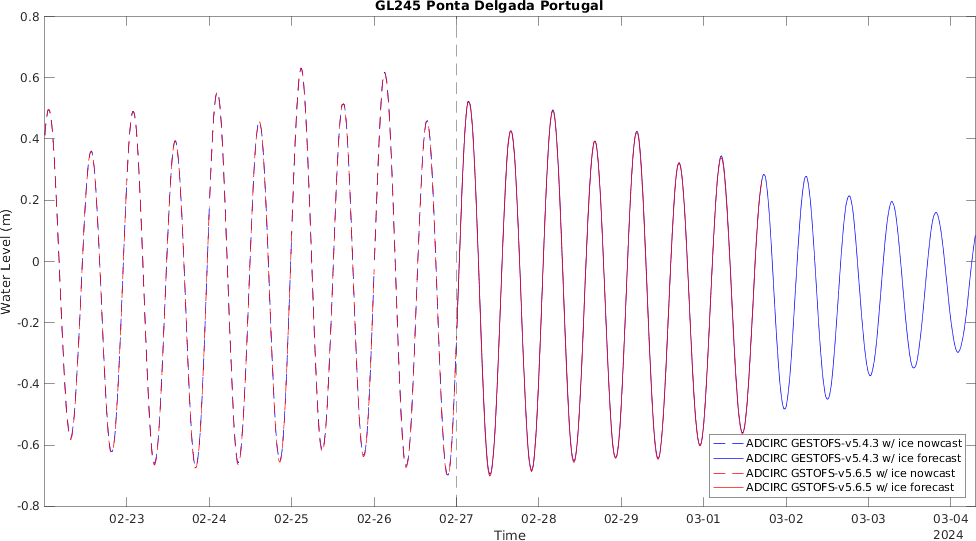 GL245 Ponta Delgada Portugal
0.8
0.6
0.4
0.2
0
-0.2
-0.4
-0.6
-0.8
Water Level (m)
ADCIRC GESTOFS-v5.4.3 w/ ice nowcast
ADCIRC GESTOFS-v5.4.3 w/ ice forecast
ADCIRC GSTOFS-v5.6.5 w/ ice nowcast
ADCIRC GSTOFS-v5.6.5 w/ ice forecast
02-23 02-24 02-25 02-26 02-27 02-28 02-29 03-01 03-02 03-03 03-04
Time
2024